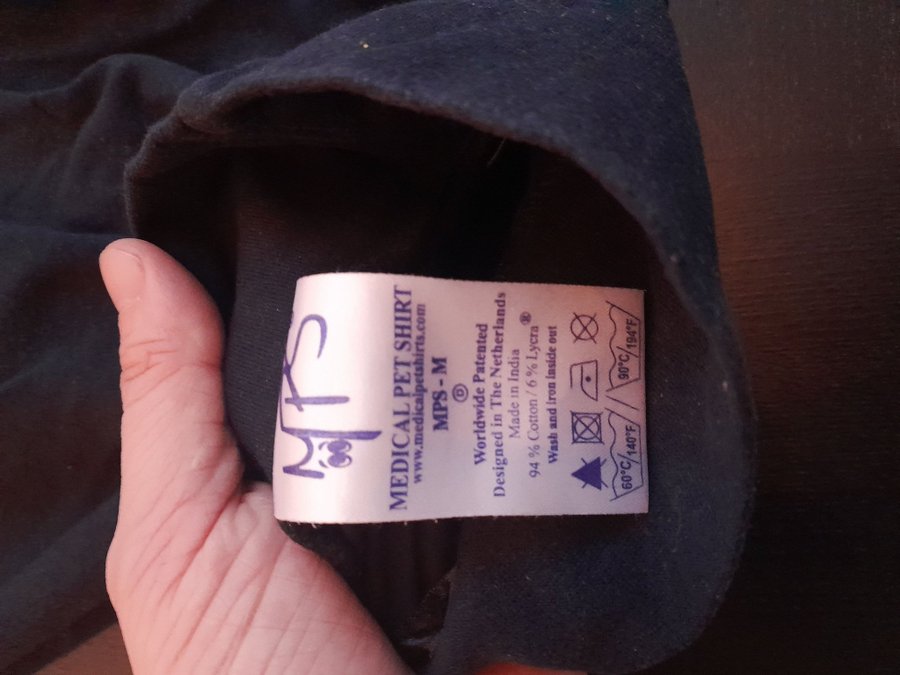 MPS
MEDICAL PET SHIRT
www.medicalpetshirts.com
MPS - M
Worldwide Patented
Designed in The Netherlands
Made in India
94 % Cotton / 6 % Lycra®
Wash and iron inside out
60°C/140°F 90°C/194°F